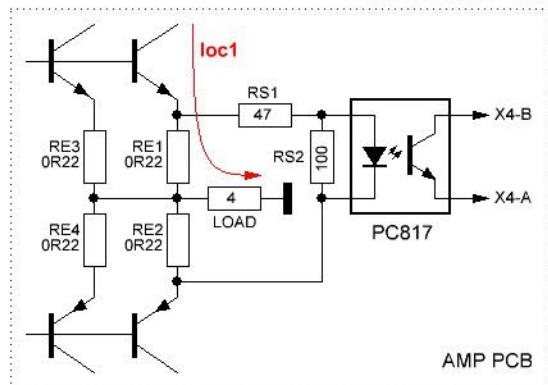 Ioc1
RS1
47
X4-B
RE3
0R22
RE1
0R22
RS2
100
4
LOAD
X4-A
RE4
0R22
RE2
0R22
PC817
AMP PCB